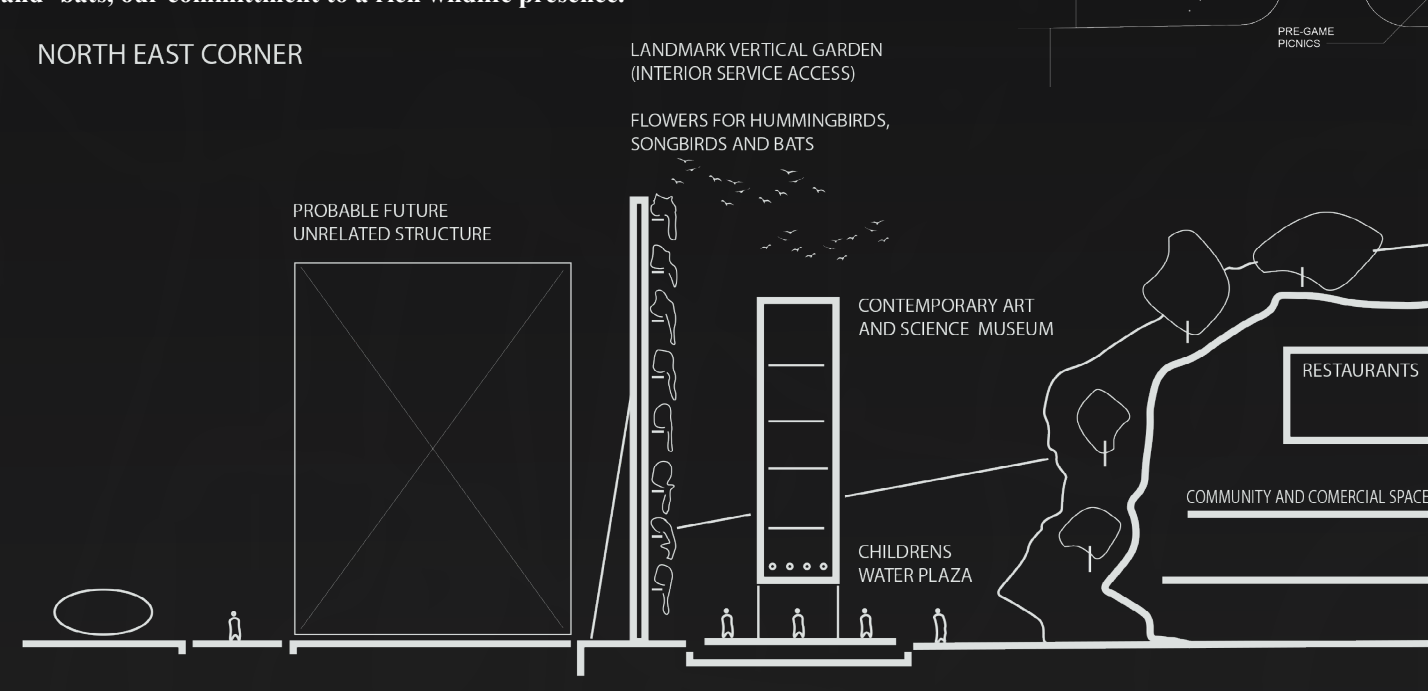 and bats, our committment to a rich wildlife presence.
PRE-GAME
PICNICS
NORTH EAST CORNER
LANDMARK VERTICAL GARDEN
(INTERIOR SERVICE ACCESS)
FLOWERS FOR HUMMINGBIRDS,
SONGBIRDS AND BATS
PROBABLE FUTURE
UNRELATED STRUCTURE
CONTEMPORARY ART
AND SCIENCE MUSEUM
RESTAURANTS
COMMUNITY AND COMERCIAL SPACE
CHILDRENS
WATER PLAZA